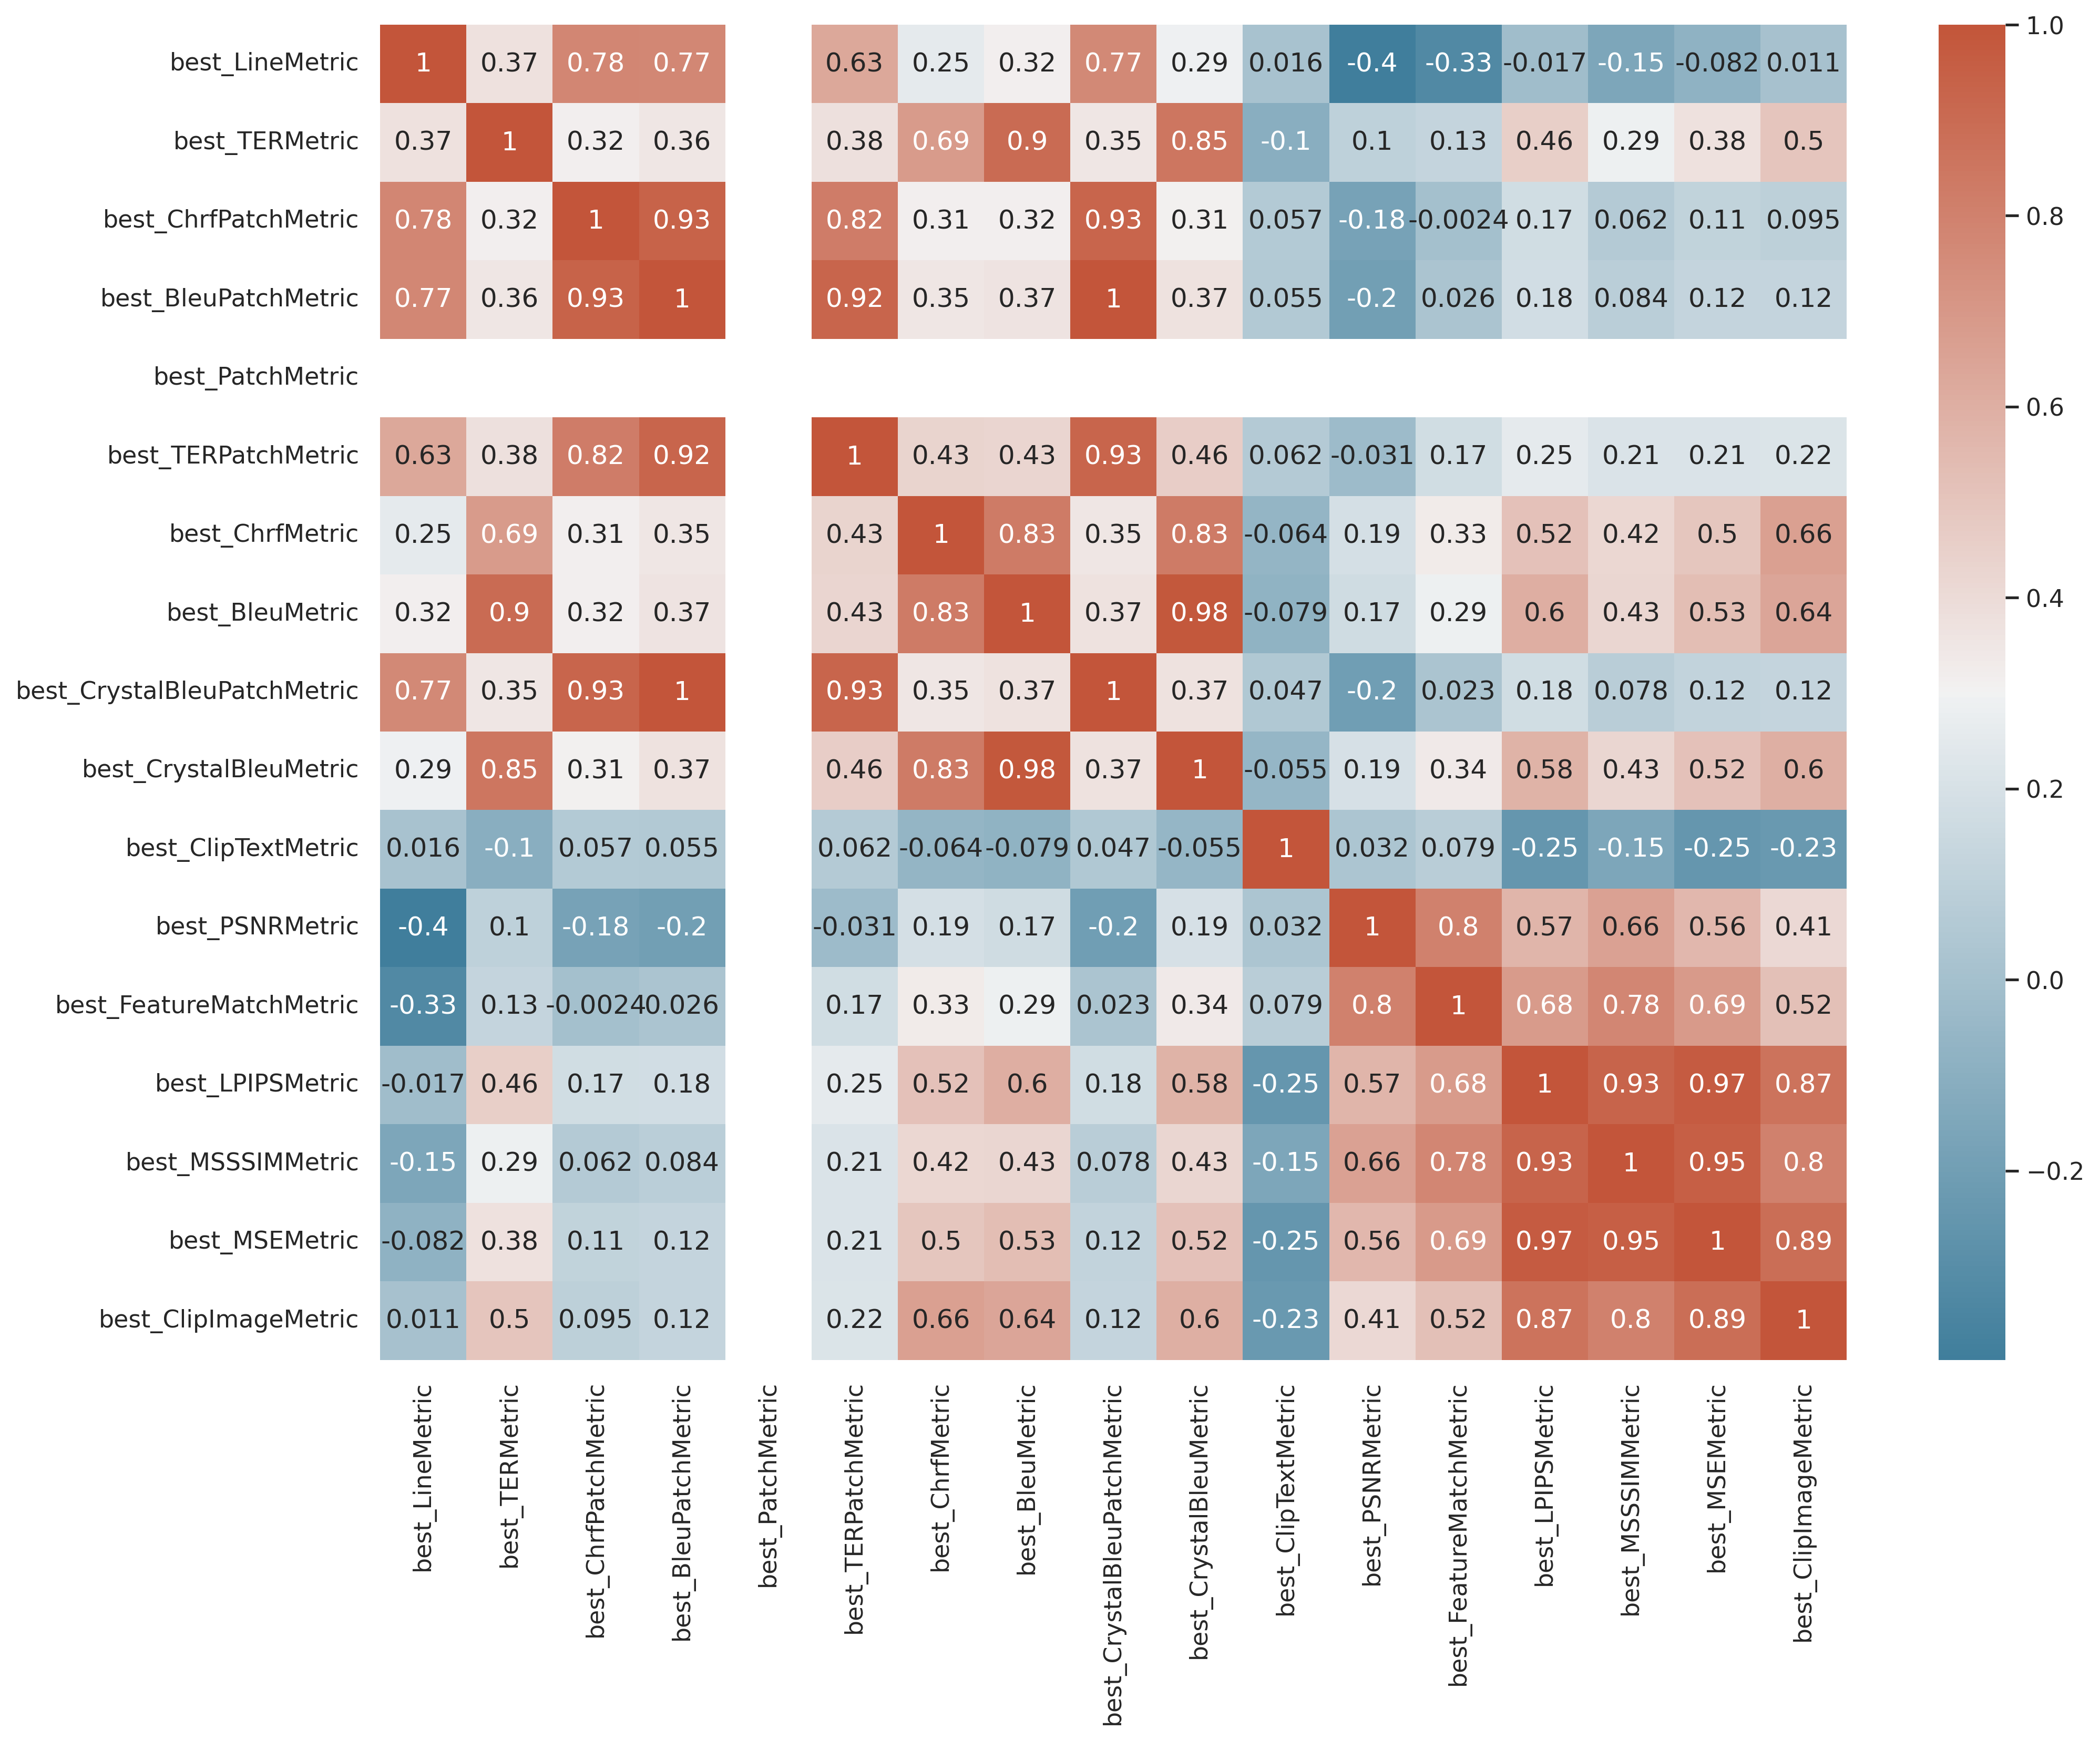 best_LineMetric 1 0.37 0.78 0.77 0.63 0.25 0.32 0.77 0.29 0.016 -0.4 -0.33 -0.017 -0.15 -0.082 0.011
best_TERMetric 0.37 1 0.32 0.36 0.38 0.69 0.9 0.35 0.85 -0.1 0.1 0.13 0.46 0.29 0.38 0.5
best_ChrfPatchMetric 0.78 0.32 1 0.93 0.82 0.31 0.32 0.93 0.31 0.057 -0.18 -0.0024 0.17 0.062 0.11 0.095
best_BleuPatchMetric 0.77 0.36 0.93 1 0.92 0.35 0.37 1 0.37 0.055 -0.2 0.026 0.18 0.084 0.12 0.12
best_PatchMetric
best_TERPatchMetric 0.63 0.38 0.82 0.92 1 0.43 0.43 0.93 0.46 0.062 -0.031 0.17 0.25 0.21 0.21 0.22
best_ChrfMetric 0.25 0.69 0.31 0.35 0.43 1 0.83 0.35 0.83 -0.064 0.19 0.33 0.52 0.42 0.5 0.66
best_BleuMetric 0.32 0.9 0.32 0.37 0.43 0.83 1 0.37 0.98 -0.079 0.17 0.29 0.6 0.43 0.53 0.64
best_CrystalBleuPatchMetric 0.77 0.35 0.93 1 0.93 0.35 0.37 1 0.37 0.047 -0.2 0.023 0.18 0.078 0.12 0.12
best_CrystalBleuMetric 0.29 0.85 0.31 0.37 0.46 0.83 0.98 0.37 1 -0.055 0.19 0.34 0.58 0.43 0.52 0.6
best_ClipTextMetric 0.016 -0.1 0.057 0.055 0.062 -0.064 -0.079 0.047 -0.055 1 0.032 0.079 -0.25 -0.15 -0.25 -0.23
best_PSNRMetric -0.4 0.1 -0.18 -0.2 -0.031 0.19 0.17 -0.2 0.19 0.032 1 0.8 0.57 0.66 0.56 0.41
best_FeatureMatchMetric -0.33 0.13 -0.0024 0.026 0.17 0.33 0.29 0.023 0.34 0.079 0.8 1 0.68 0.78 0.69 0.52
best_LPIPSMetric -0.017 0.46 0.17 0.18 0.25 0.52 0.6 0.18 0.58 -0.25 0.57 0.68 1 0.93 0.97 0.87
best_MSSSIMMetric -0.15 0.29 0.062 0.084 0.21 0.42 0.43 0.078 0.43 -0.15 0.66 0.78 0.93 1 0.95 0.8
best_MSEMetric -0.082 0.38 0.11 0.12 0.21 0.5 0.53 0.12 0.52 -0.25 0.56 0.69 0.97 0.95 1 0.89
best_ClipImageMetric 0.011 0.5 0.095 0.12 0.22 0.66 0.64 0.12 0.6 -0.23 0.41 0.52 0.87 0.8 0.89 1
best_LineMetric
best_TERMetric
best_ChrfPatchMetric
best_BleuPatchMetric
best_PatchMetric
best_TERPatchMetric
best_ChrfMetric
best_BleuMetric
best_CrystalBleuPatchMetric
best_CrystalBleuMetric
best_ClipTextMetric
best_PSNRMetric
best_FeatureMatchMetric
best_LPIPSMetric
best_MSSSIMMetric
best_MSEMetric
best_ClipImageMetric
1.0
0.8
0.6
0.4
0.2
0.0
−0.2